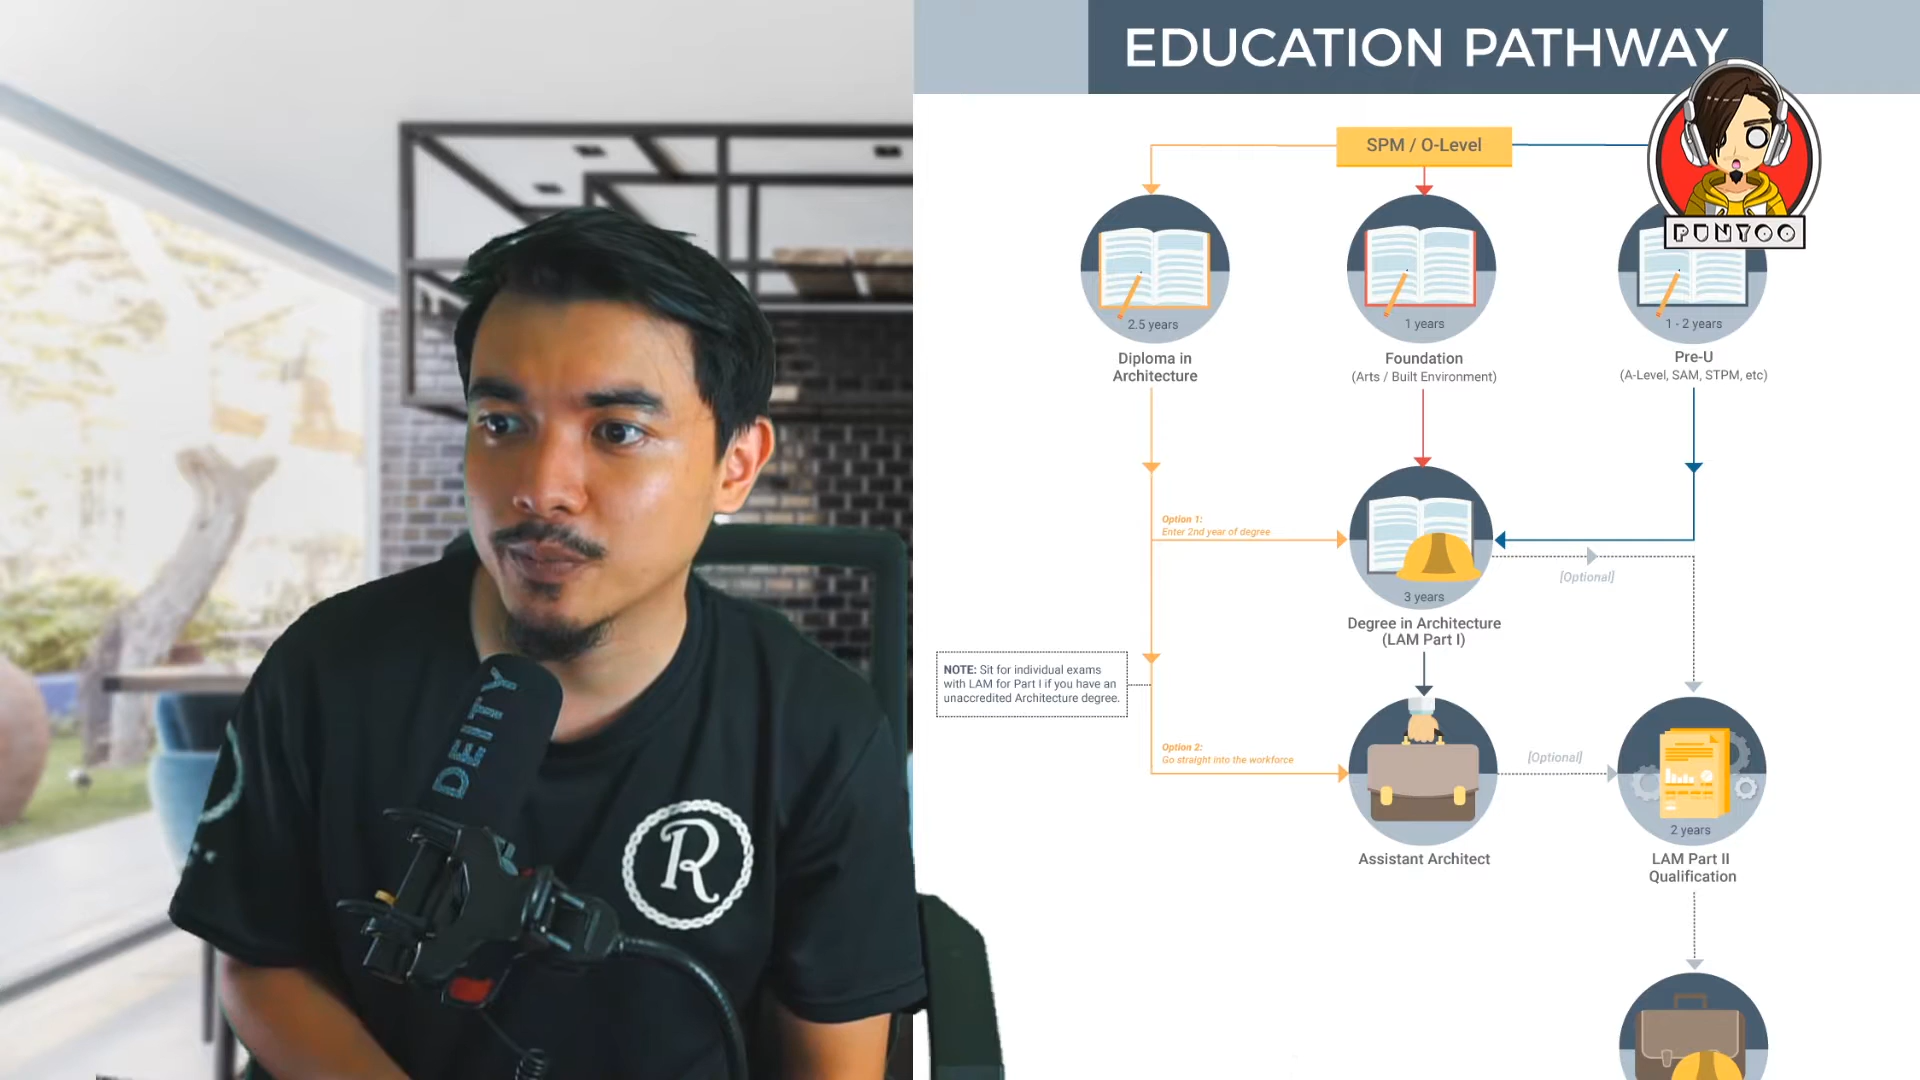 EDUCATION PATHWAY
SPM / O-Level
PUNYOO
2.5 years
1 years
1 - 2 years
Diploma in
Architecture
Foundation
(Arts / Built Environment)
Pre-U
(A-Level, SAM, STPM, etc)
Option 1:
Enter 2nd year of degree
[Optional]
3 years
Degree in Architecture
(LAM Part I)
NOTE: Sit for individual exams
with LAM for Part I if you have an
unaccredited Architecture degree.
Option 2:
Go straight into the workforce
[Optional]
2 years
Assistant Architect
LAM Part II
Qualification
DEITY
R